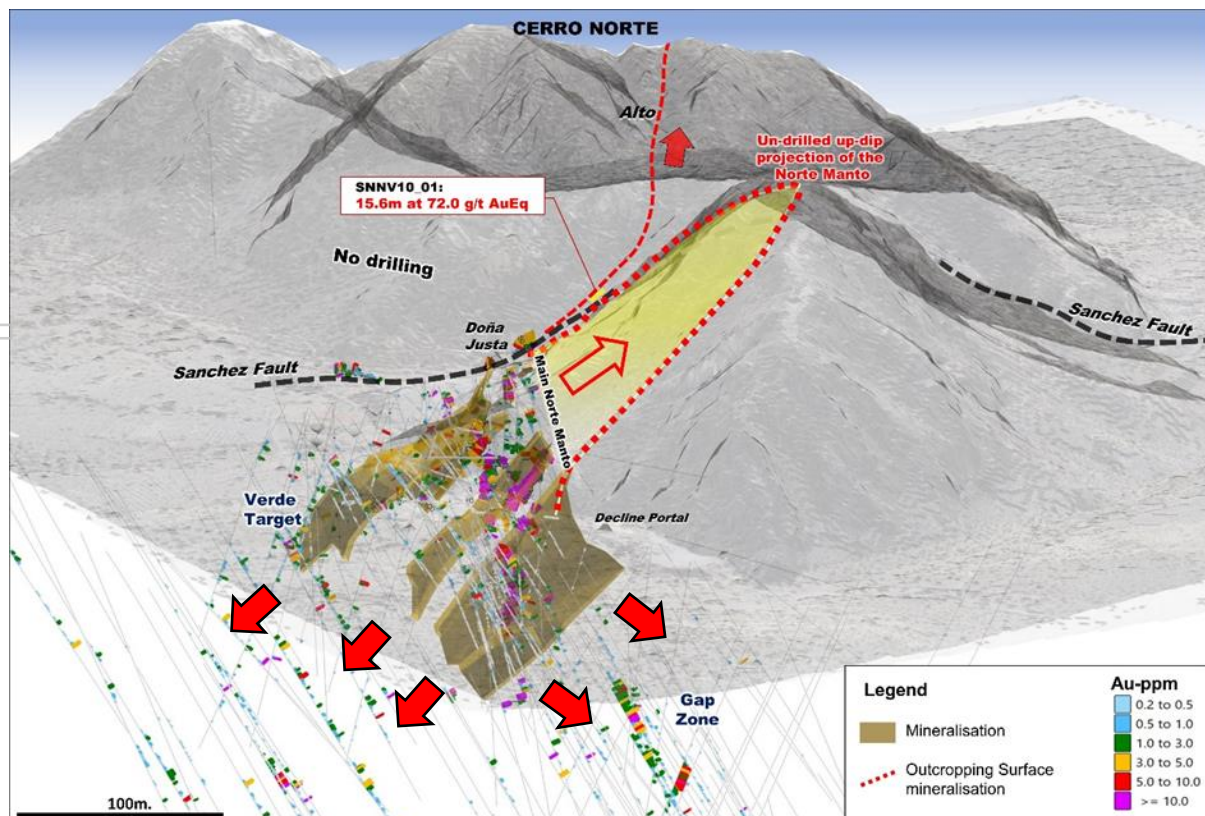 CERRO NORTE
Alto
Un-drilled up-dip
projection of the
Norte Manto
SNNV10_01:
15.6m at 72.0 g/t AuEq
No drilling
Sanchez Fault
Doña
Justa
Sanchez Fault
Main Norte Manto
Verde
Target
Decline Portal
Gap
Zone
100m.
Legend
Mineralisation
Outcropping Surface
mineralisation
Au-ppm
0.2 to 0.5
0.5 to 1.0
1.0 to 3.0
3.0 to 5.0
5.0 to 10.0
>= 10.0